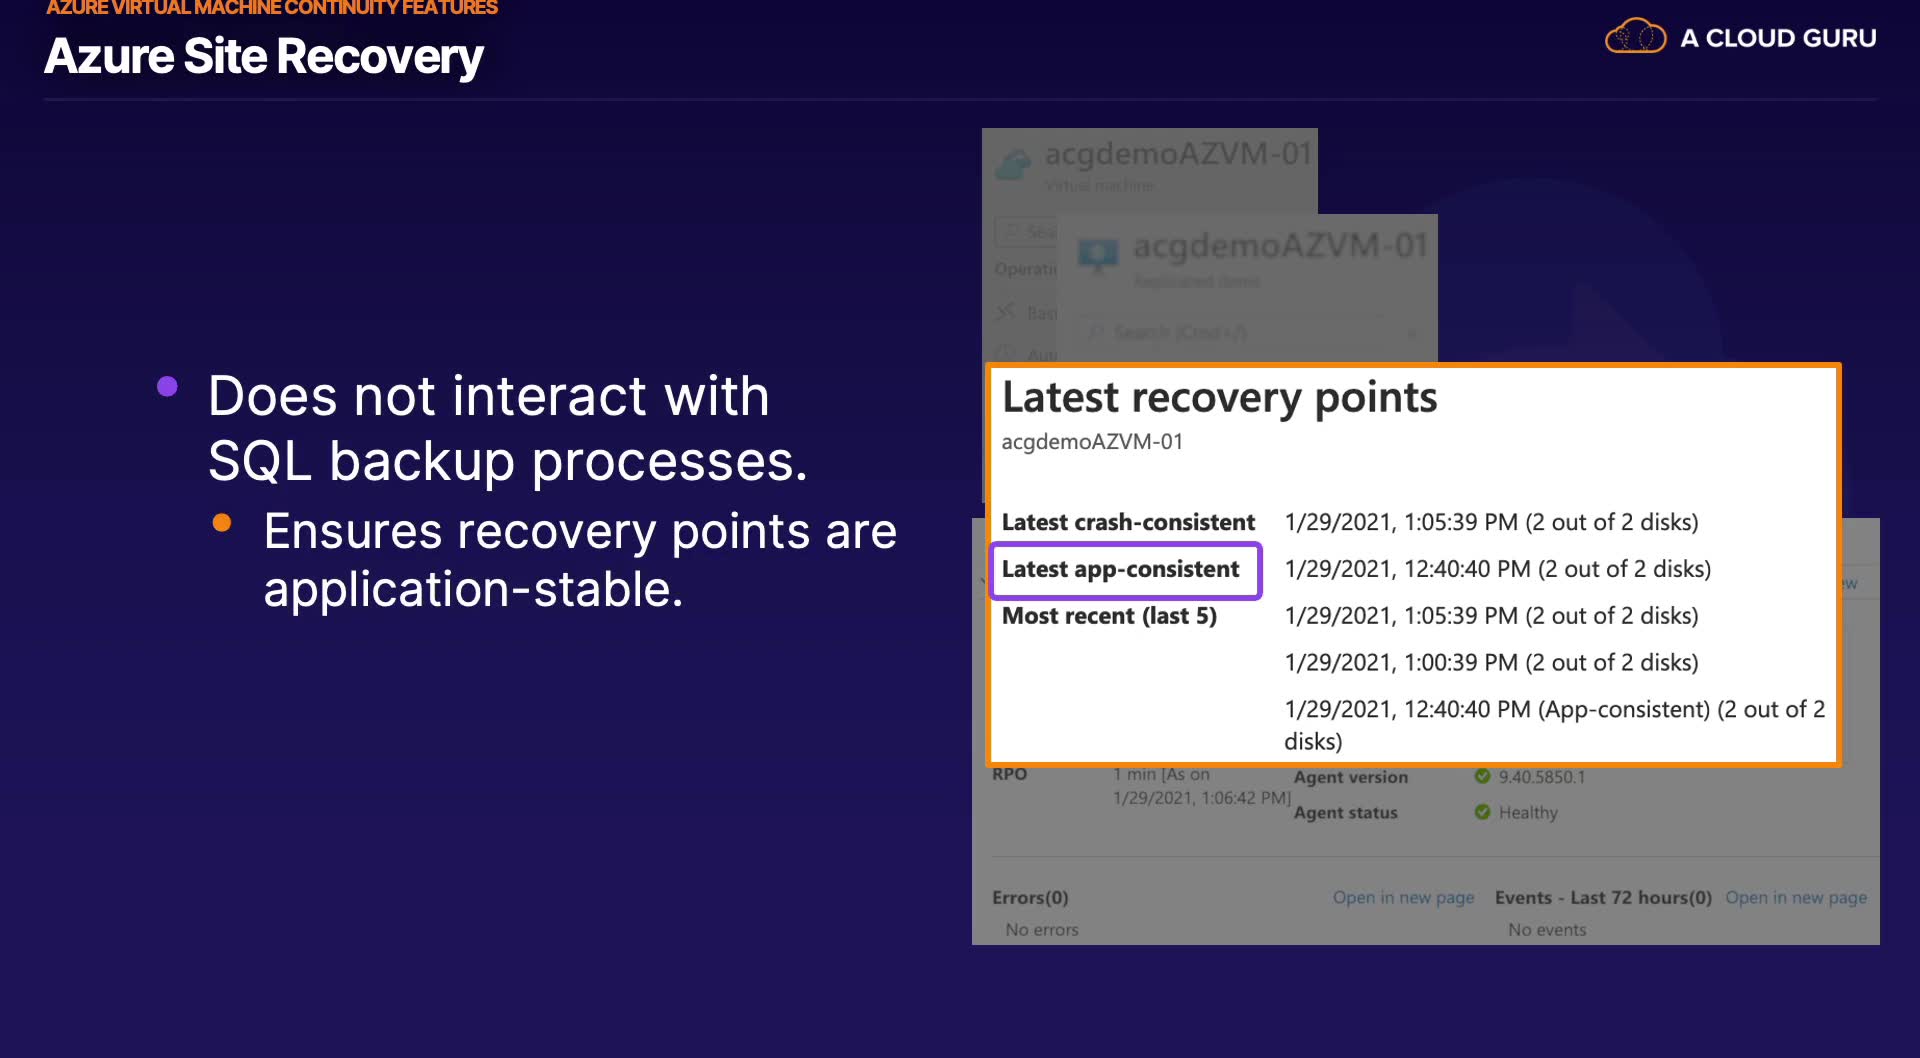 AZURE VIRTUAL MACHINE CONTINUITY FEATURES
Azure Site Recovery
A CLOUD GURU
Does not interact with
SQL backup processes.
Ensures recovery points are
application-stable.
acgdemoAZVM-01
Virtual machine
Sea
Operati
Bast
Aut
acgdemoAZVM-01
Replicated items
Search (Cmd+/)
Latest recovery points
acgdemoAZVM-01
Latest crash-consistent 1/29/2021, 1:05:39 PM (2 out of 2 disks)
Latest app-consistent 1/29/2021, 12:40:40 PM (2 out of 2 disks)
ew
Most recent (last 5) 1/29/2021, 1:05:39 PM (2 out of 2 disks)
1/29/2021, 1:00:39 PM (2 out of 2 disks)
1/29/2021, 12:40:40 PM (App-consistent) (2 out of 2
disks)
RPO 1 min [As on
1/29/2021, 1:06:42 PM]
Agent version 9.40.5850.1
Agent status Healthy
Errors(0) Open in new page
No errors
Events - Last 72 hours(0) Open in new page
No events